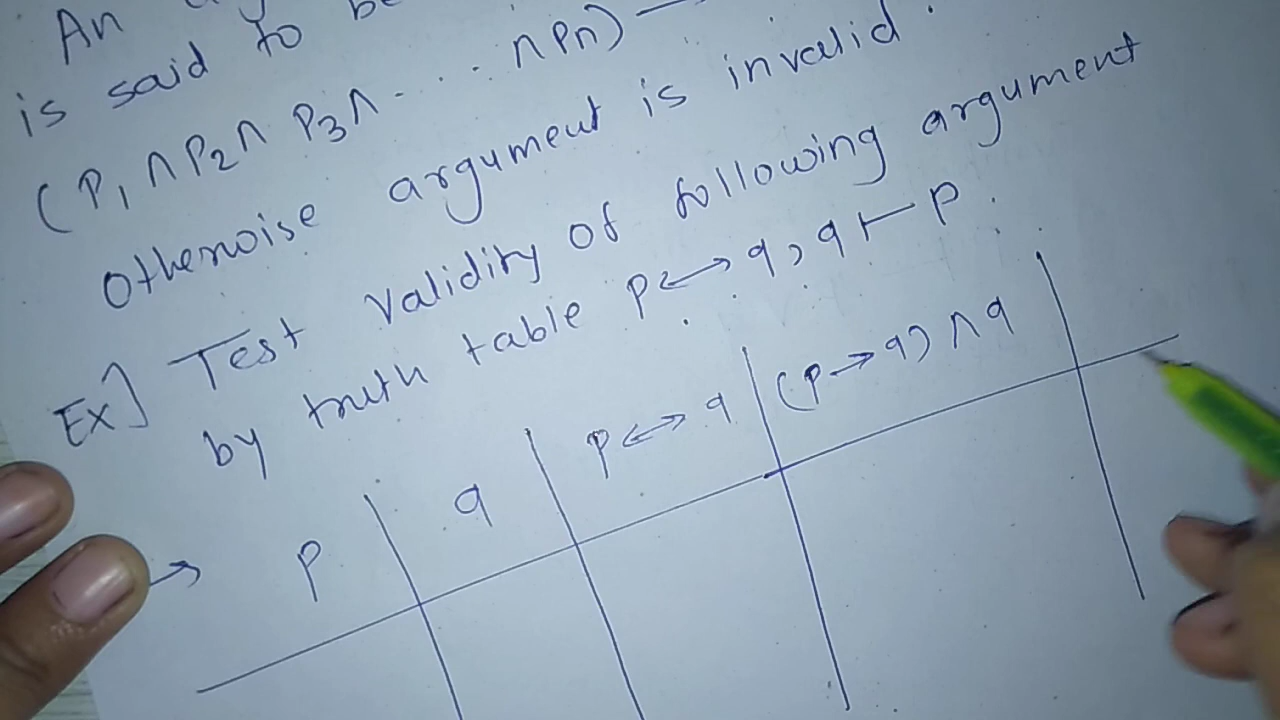 An
is said to be
(P1 ∧ P2 ∧ P3 ∧ - . . . ∧ Pn) —
Otherwise argument is invalid.
Ex] Test validity of following argument
by truth table p ↔ q, q ⊢ p.
→ p | q | p ↔ q | (p → q) ∧ q |